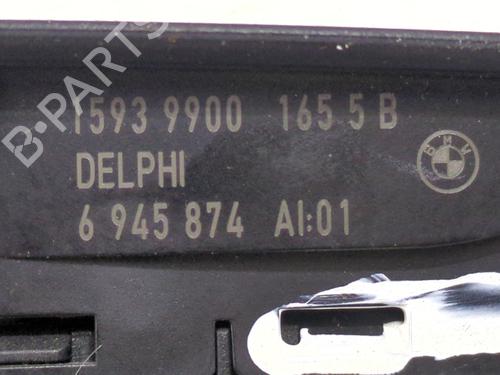 B-PARTS
1593 9900 165 5 B
BMW
DELPHI
6 945 874 AI:01